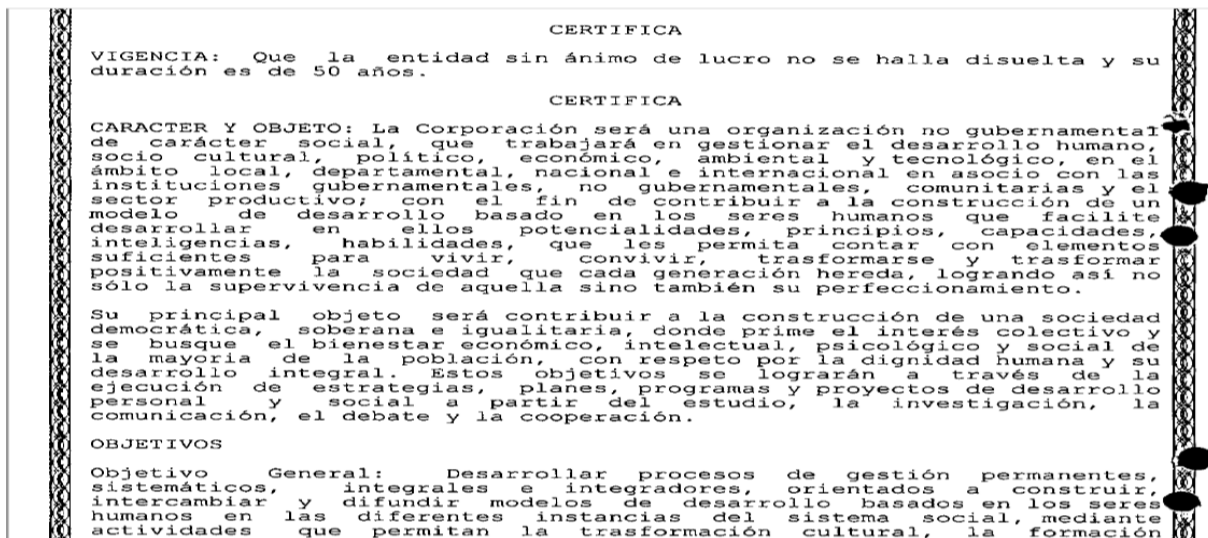 CERTIFICA
VIGENCIA: Que la entidad sin ánimo de lucro no se halla disuelta y su
duración es de 50 años.
CERTIFICA
CARACTER Y OBJETO: La Corporación será una organización no gubernamental
de carácter social, que trabajará en gestionar el desarrollo humano,
socio cultural, político, económico, ambiental y tecnológico, en el
ámbito local, departamental, nacional e internacional en asocio con las
instituciones gubernamentales, no gubernamentales, comunitarias y el
sector productivo; con el fin de contribuir a la construcción de un
modelo de desarrollo basado en los seres humanos que facilite
desarrollar en ellos potencialidades, principios, capacidades,
inteligencias, habilidades, que les permita contar con elementos
suficientes para vivir, convivir, trasformarse y trasformar
positivamente la sociedad que cada generación hereda, logrando así no
sólo la supervivencia de aquella sino también su perfeccionamiento.
Su principal objeto será contribuir a la construcción de una sociedad
democrática, soberana e igualitaria, donde prime el interés colectivo y
se busque el bienestar económico, intelectual, psicológico y social de
la mayoria de la población, con respeto por la dignidad humana y su
desarrollo integral. Estos objetivos se lograrán a través de la
ejecución de estrategias, planes, programas y proyectos de desarrollo
personal y social a partir del estudio, la investigación, la
comunicación, el debate y la cooperación.
OBJETIVOS
Objetivo General: Desarrollar procesos de gestión permanentes,
sistemáticos, integrales e integradores, orientados a construir,
intercambiar y difundir modelos de desarrollo basados en los seres
humanos en las diferentes instancias del sistema social, mediante
actividades que permitan la trasformación cultural, la formación